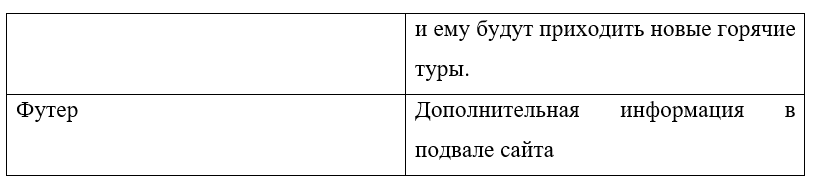 и ему будут приходить новые горячие
туры.
Футер
Дополнительная информация в
подвале сайта